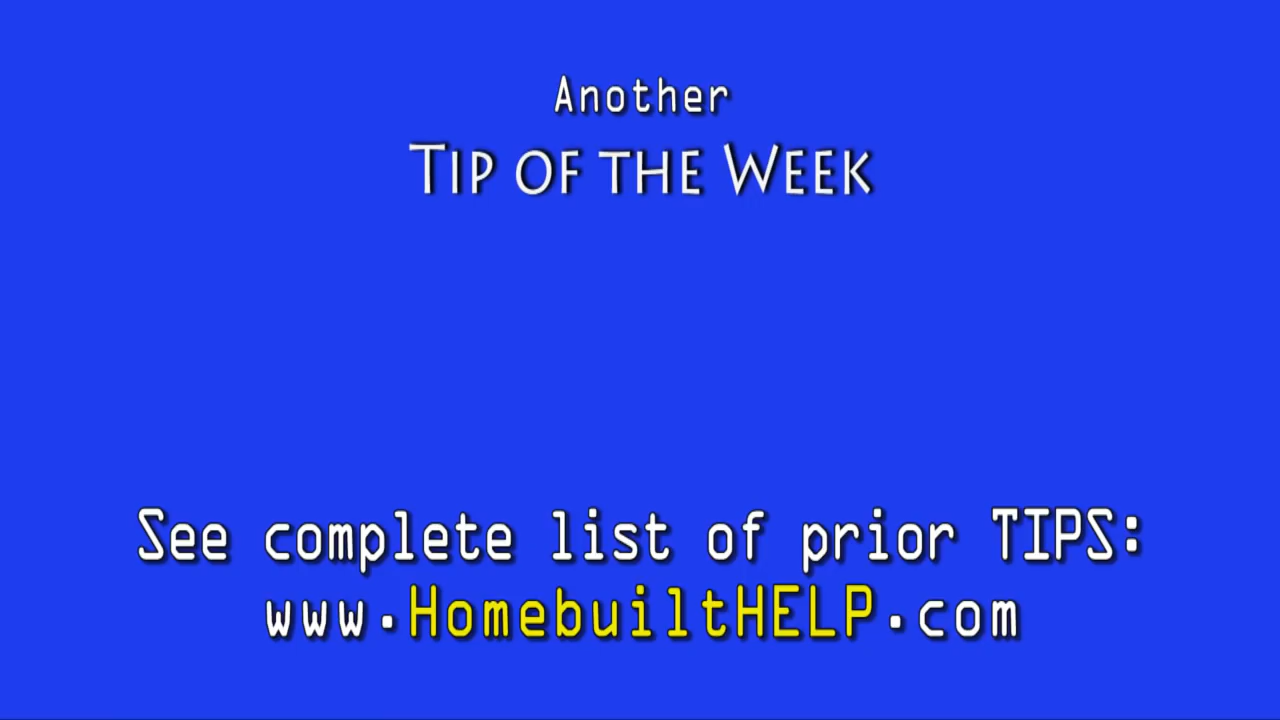 Another
Tip of the Week
See complete list of prior TIPS:
www.HomebuiltHELP.com